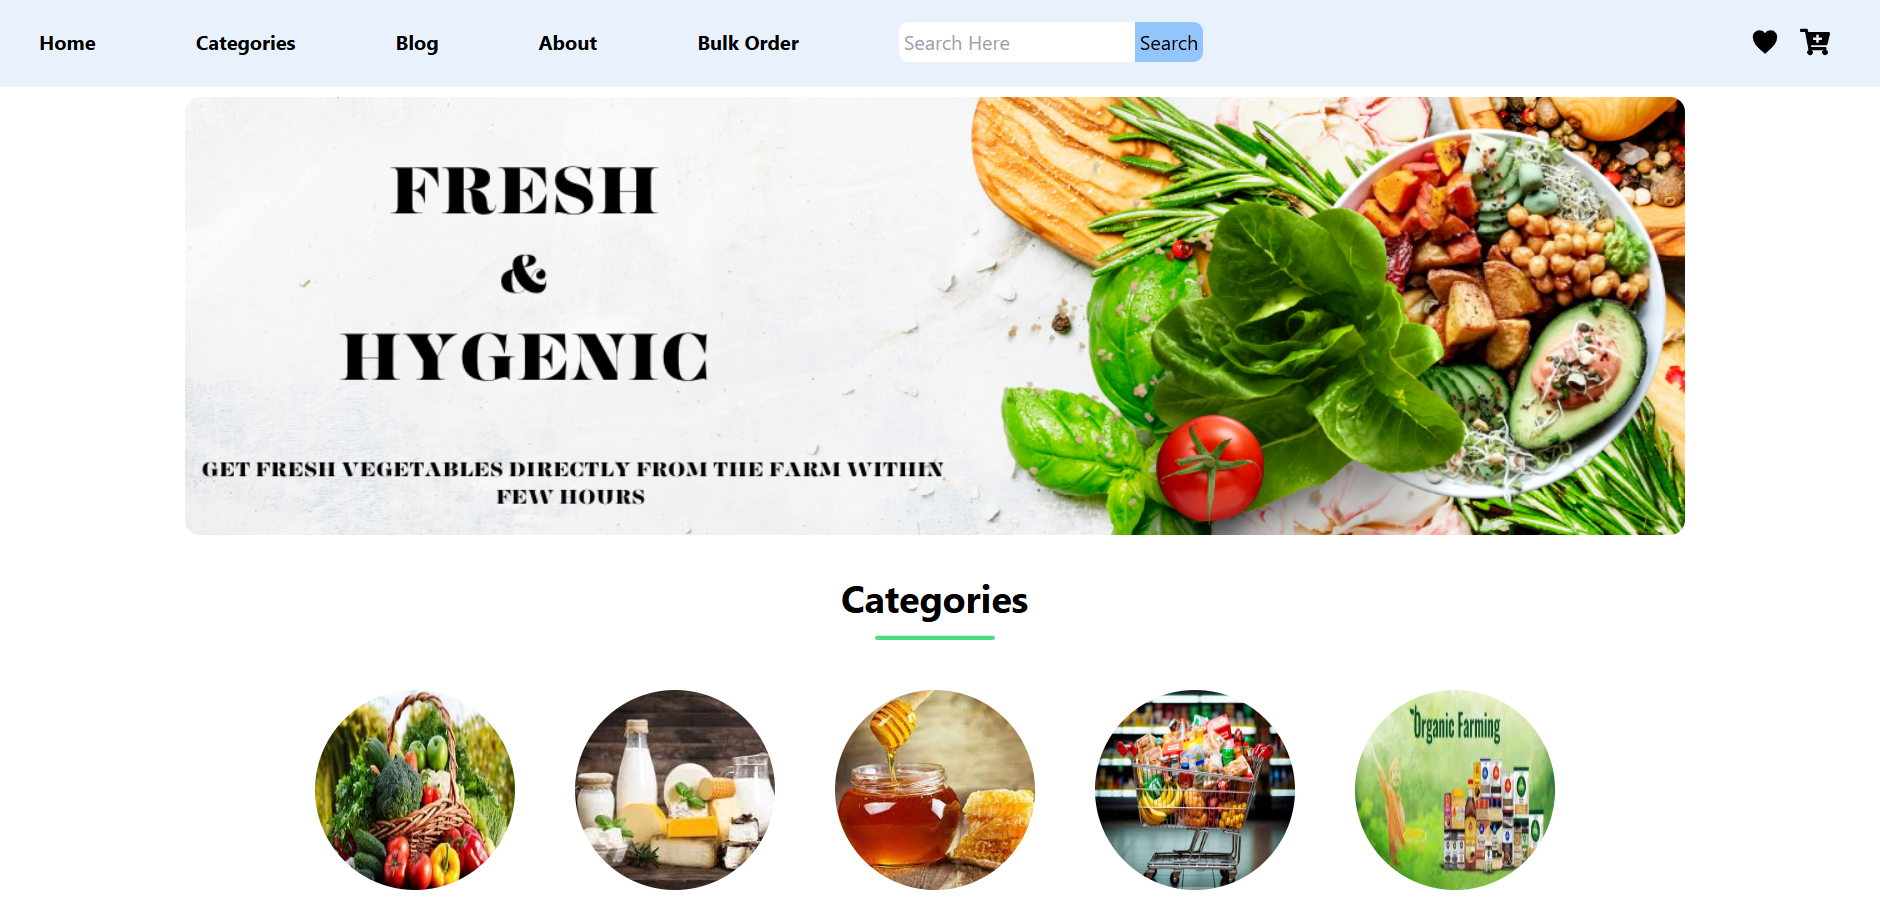 Home Categories Blog About Bulk Order Search Here Search
FRESH
&
HYGENIC
GET FRESH VEGETABLES DIRECTLY FROM THE FARM WITHIN
FEW HOURS
Categories
Organic Farming